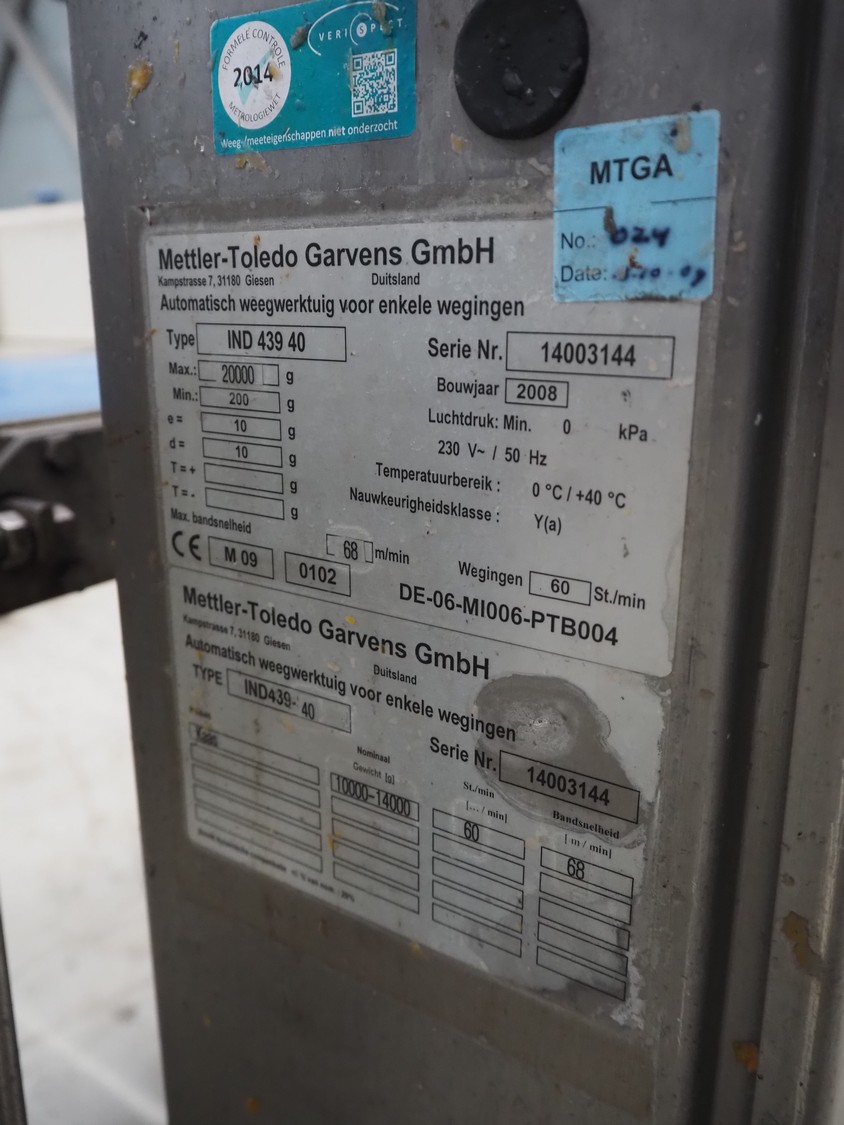 FORMELE CONTROLE
2014
METROLOGIEWET
VERISPECT
Weeg-/meeteigenschappen niet onderzocht
MTGA
No.: 024
Date:
Mettler-Toledo Garvens GmbH
Kampstrasse 7, 31180 Giesen Duitsland
Automatisch weegwerktuig voor enkele wegingen
Type IND 439 40 Serie Nr. 14003144
Max.: 20000 g Bouwjaar 2008
Min.: 200 g Luchtdruk: Min. 0 kPa
e = 10 g 230 V~ / 50 Hz
d = 10 g Temperatuurbereik : 0 °C / +40 °C
T = + g Nauwkeurigheidsklasse : Y(a)
T = - g
Max. bandsnelheid 68 m/min Wegingen 60 St./min
CE M 09 0102 DE-06-MI006-PTB004
Mettler-Toledo Garvens GmbH
Kampstrasse 7, 31180 Giesen Duitsland
Automatisch weegwerktuig voor enkele wegingen
TYPE IND439- 40 Serie Nr. 14003144
Nominaal St./min Bandsnelheid
Gewicht [g] [... / min] [ m / min]
Kaas 10000-14000 60 68